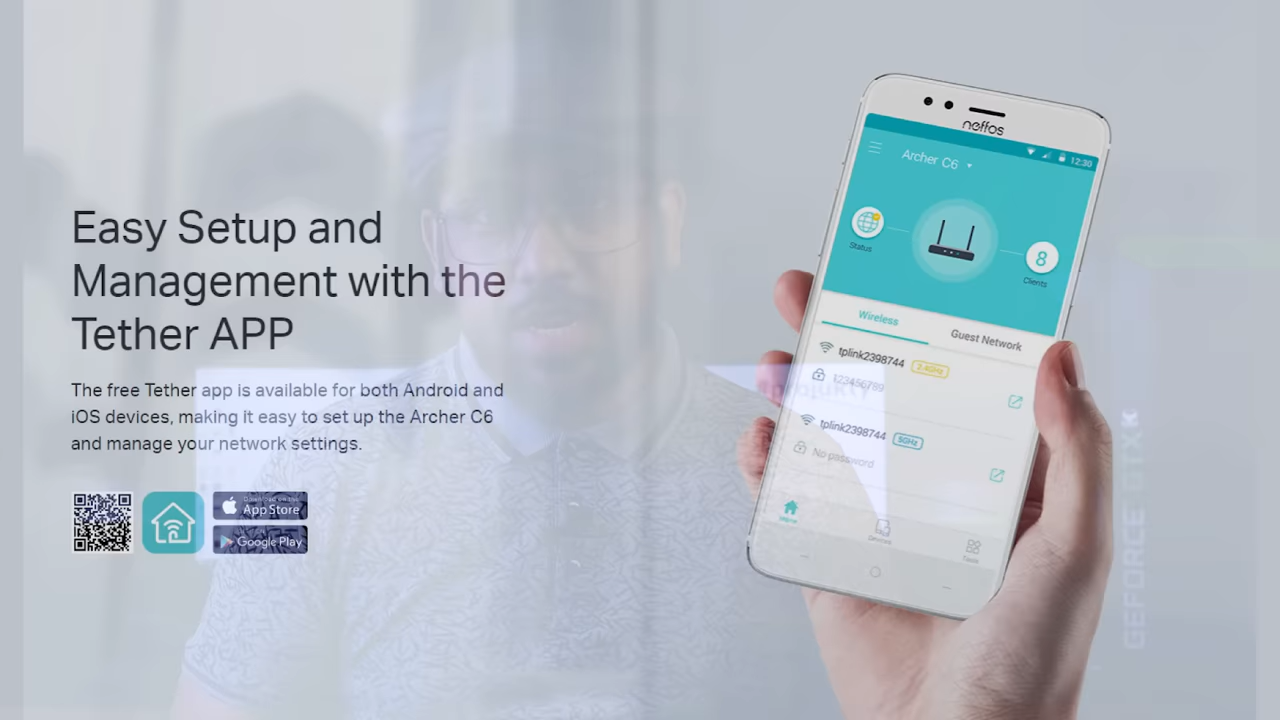 Easy Setup and
Management with the
Tether APP
The free Tether app is available for both Android and
iOS devices, making it easy to set up the Archer C6
and manage your network settings.
App Store
Google Play
neffos
12:30
Archer C6
Status
8
Clients
Wireless
Guest Network
tplink2398744 2.4GHz
123456789
tplink2398744 5GHz
No password
Home
Tools
GEFORCE GTX